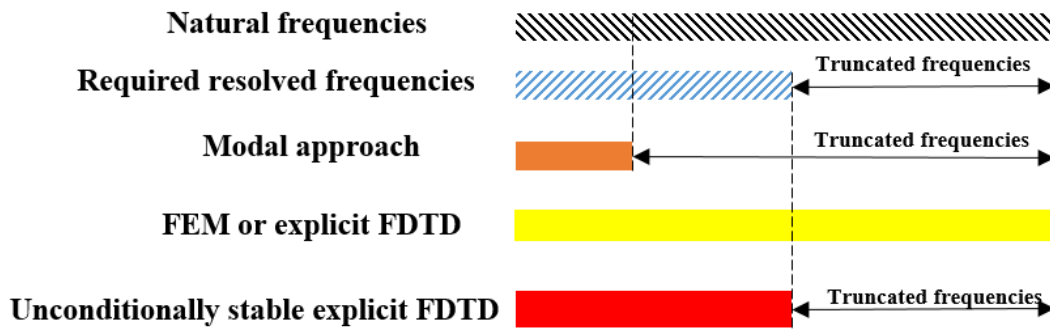 Natural frequencies
Required resolved frequencies
Truncated frequencies
Modal approach
Truncated frequencies
FEM or explicit FDTD
Unconditionally stable explicit FDTD
Truncated frequencies